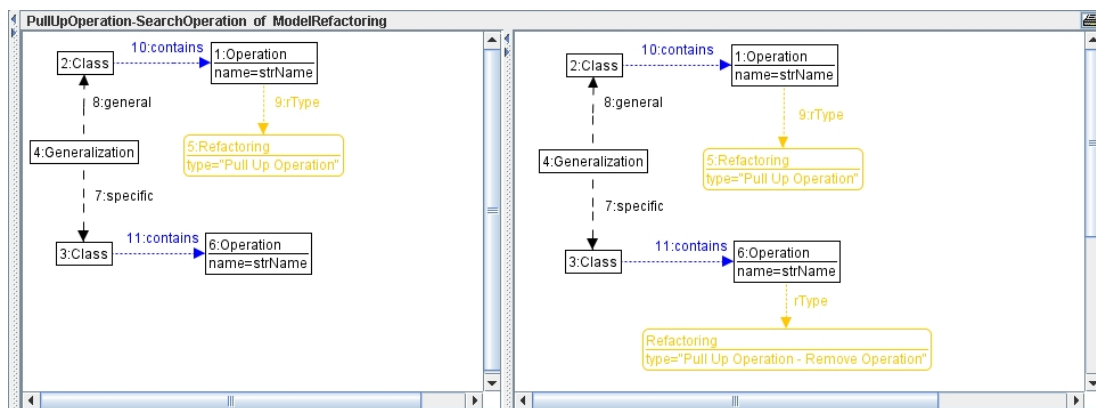 PullUpOperation-SearchOperation of ModelRefactoring
10:contains
1:Operation
name=strName
2:Class
8:general
9:rType
4:Generalization
5:Refactoring
type="Pull Up Operation"
7:specific
11:contains
6:Operation
name=strName
3:Class
10:contains
1:Operation
name=strName
2:Class
8:general
9:rType
4:Generalization
5:Refactoring
type="Pull Up Operation"
7:specific
11:contains
6:Operation
name=strName
3:Class
rType
Refactoring
type="Pull Up Operation - Remove Operation"